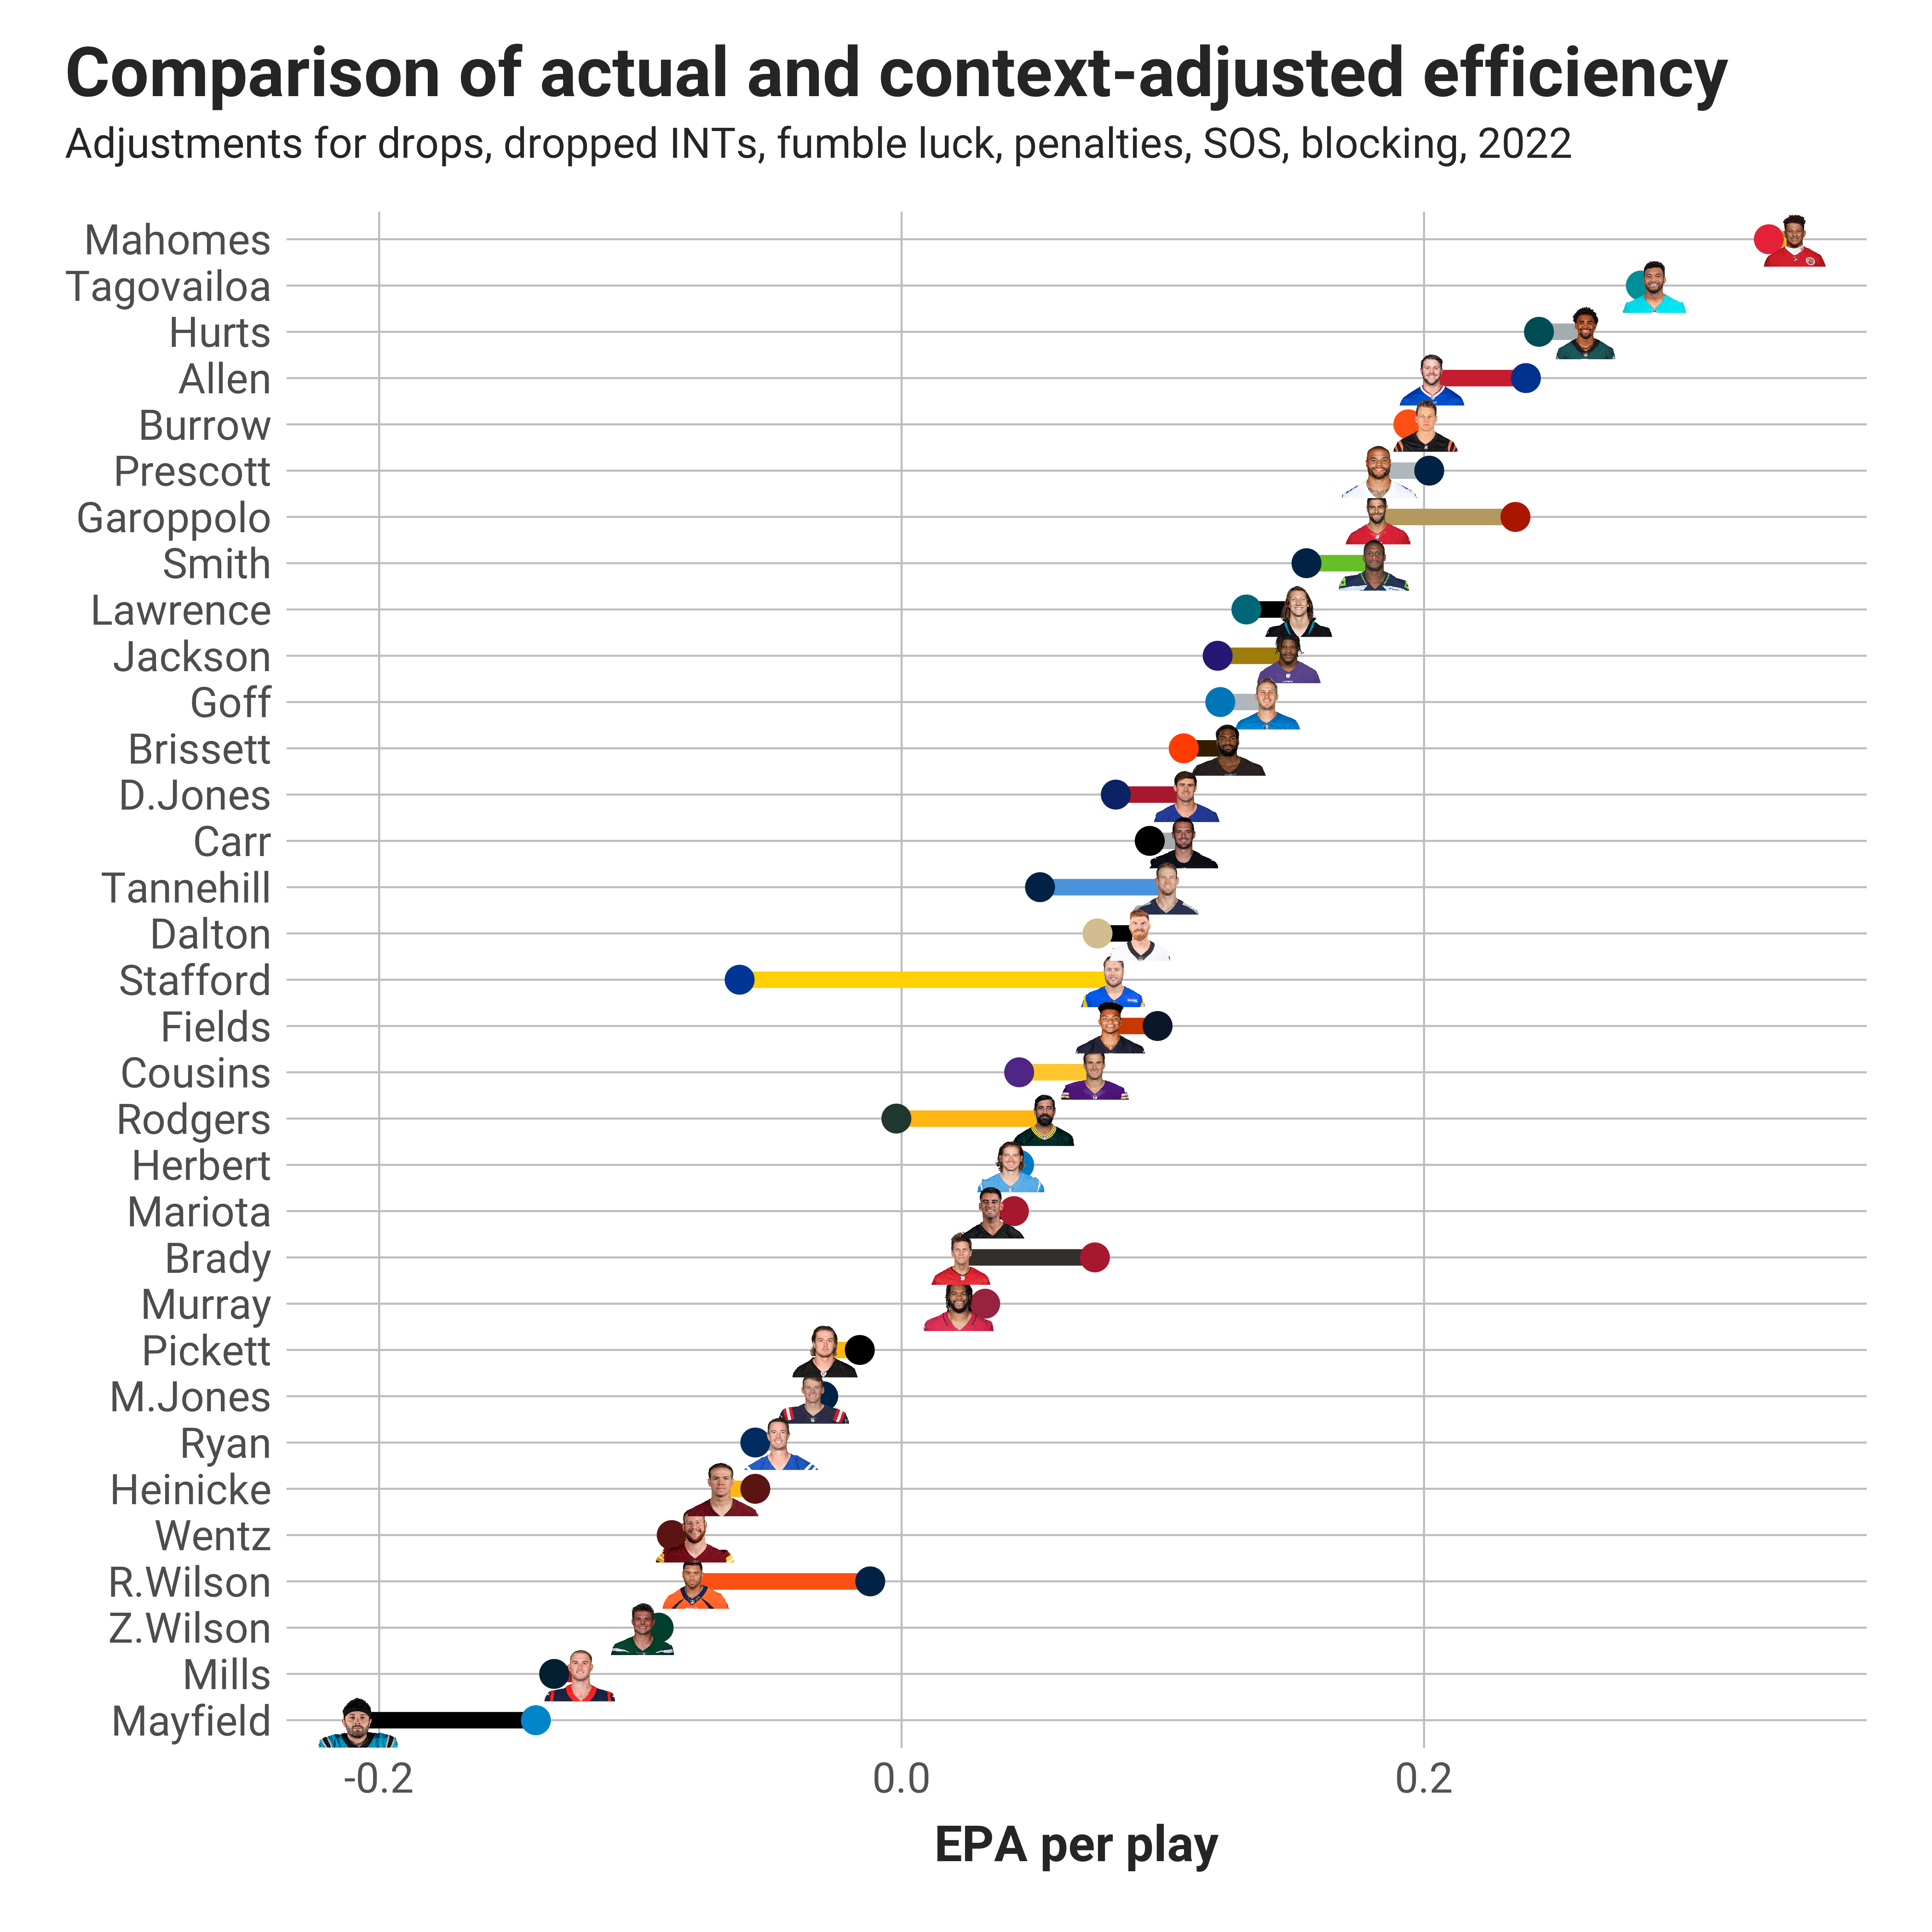 Comparison of actual and context-adjusted efficiency
Adjustments for drops, dropped INTs, fumble luck, penalties, SOS, blocking, 2022
Mahomes
Tagovailoa
Hurts
Allen
Burrow
Prescott
Garoppolo
Smith
Lawrence
Jackson
Goff
Brissett
D.Jones
Carr
Tannehill
Dalton
Stafford
Fields
Cousins
Rodgers
Herbert
Mariota
Brady
Murray
Pickett
M.Jones
Ryan
Heinicke
Wentz
R.Wilson
Z.Wilson
Mills
Mayfield
-0.2 0.0 0.2
EPA per play